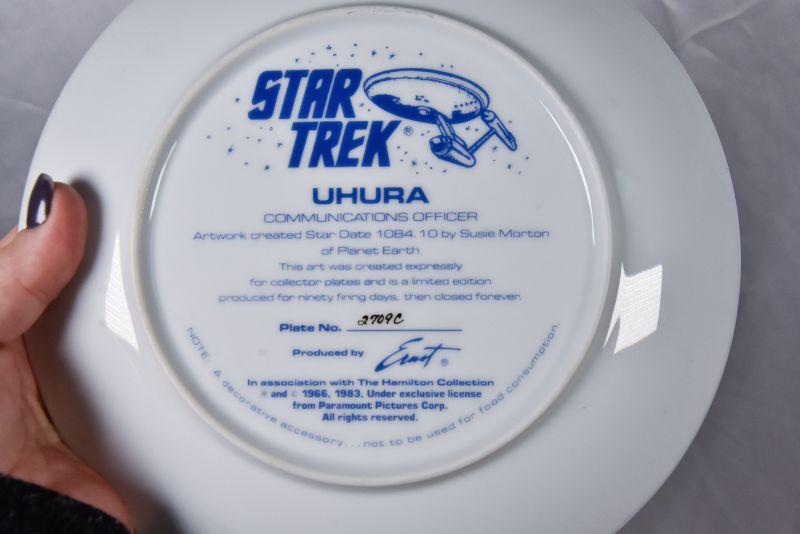 STAR
TREK®
UHURA
COMMUNICATIONS OFFICER
Artwork created Star Date 1084.10 by Susie Morton
of Planet Earth
This art was created expressly
for collector plates and is a limited edition
produced for ninety firing days, then closed forever.
Plate No. 2709C
Produced by Ernst ®
In association with The Hamilton Collection
® and © 1966, 1983, Under exclusive license
from Paramount Pictures Corp.
All rights reserved.
NOTE: A decorative accessory...not to be used for food consumption.